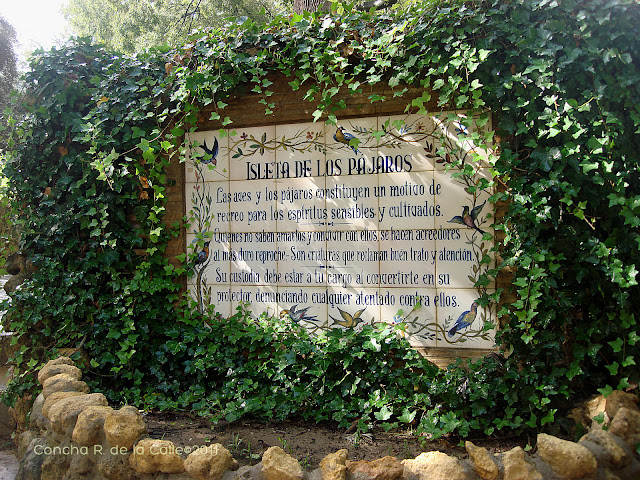 ISLETA DE LOS PÁJAROS
Las aves y los pájaros constituyen un motivo de
recreo para los espíritus sensibles y cultivados.
Quienes no saben amarlos y convivir con ellos, se hacen acreedores
al más duro reproche.- Son criaturas que reclaman buen trato y atención.
Su custodia debe estar a tu cargo al convertirte en su
protector, denunciando cualquier atentado contra ellos.
Concha R. de la Calle©2011